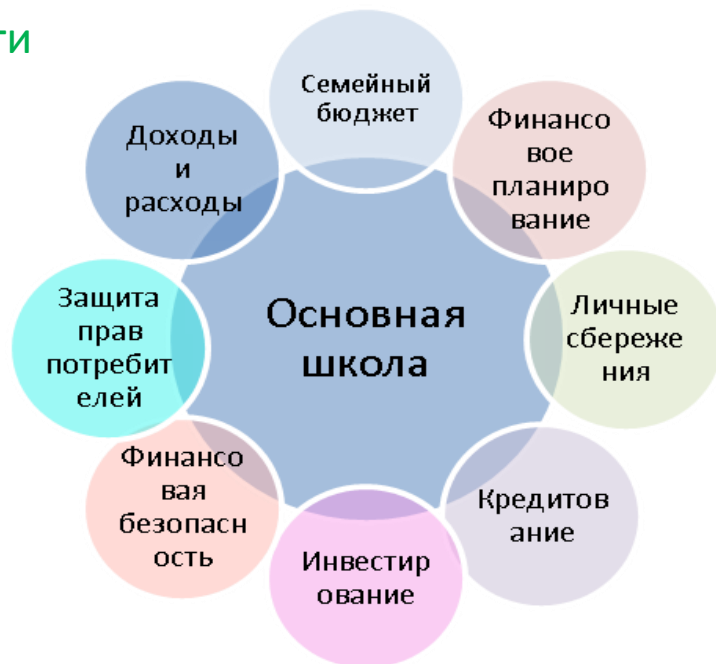 ти
Семейный
бюджет
Финансо
вое
планиро
вание
Личные
сбереже
ния
Кредитов
ание
Инвестир
ование
Финансо
вая
безопасн
ость
Защита
прав
потребит
елей
Доходы
и
расходы
Основная
школа